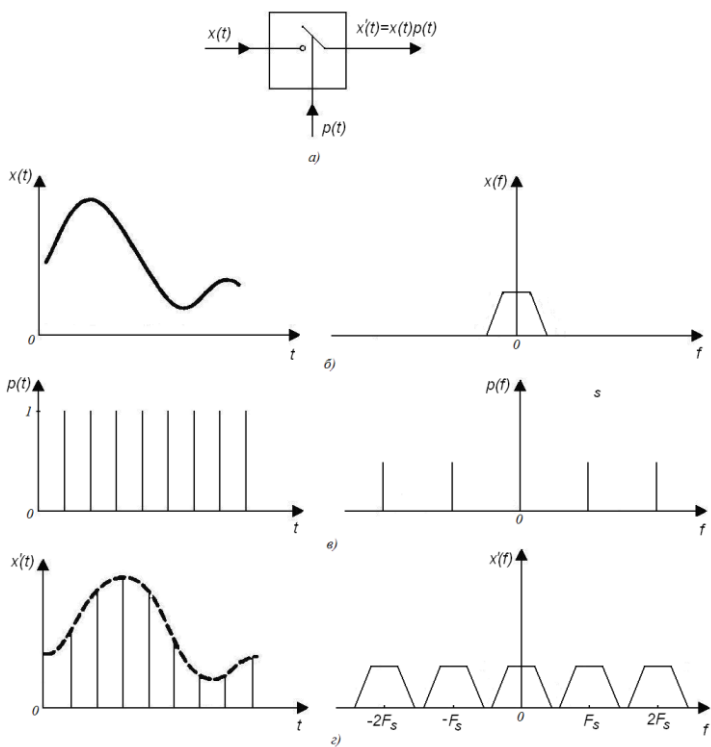 x(t)
x'(t)=x(t)p(t)
p(t)
а)
x(t)
0
t
x(f)
0
f
б)
p(t)
1
0
t
p(f)
s
0
f
в)
x'(t)
0
t
x'(f)
-2Fs
-Fs
0
Fs
2Fs
f
г)